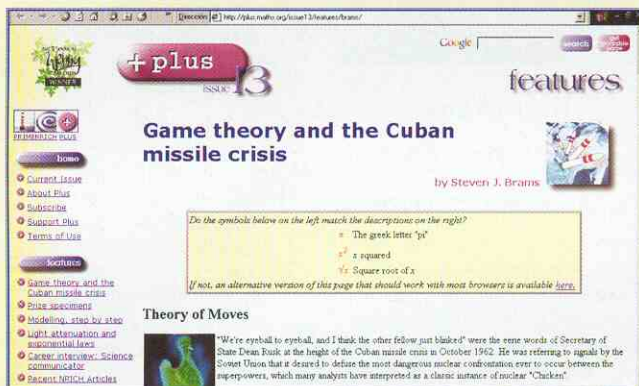 Dirección http://plus.maths.org/issue13/features/brams/
Google
search
+ plus
ISSUE 13
features
PRIME NRICH PLUS
home
Current Issue
About Plus
Subscribe
Support Plus
Terms of Use
features
Game theory and the
Cuban missile crisis
Prize specimens
Modelling, step by step
Light attenuation and
exponential laws
Career interview: Science
communicator
Recent NRICH Articles
Game theory and the Cuban
missile crisis
by Steven J. Brams
Do the symbols below on the left match the descriptions on the right?
π The greek letter "pi"
x² x squared
√x Square root of x
If not, an alternative version of this page that should work with most browsers is available here.
Theory of Moves
"We're eyeball to eyeball, and I think the other fellow just blinked" were the eerie words of Secretary of
State Dean Rusk at the height of the Cuban missile crisis in October 1962. He was referring to signals by the
Soviet Union that it desired to defuse the most dangerous nuclear confrontation ever to occur between the
superpowers, which many analysts have interpreted as a classic instance of nuclear "Chicken".